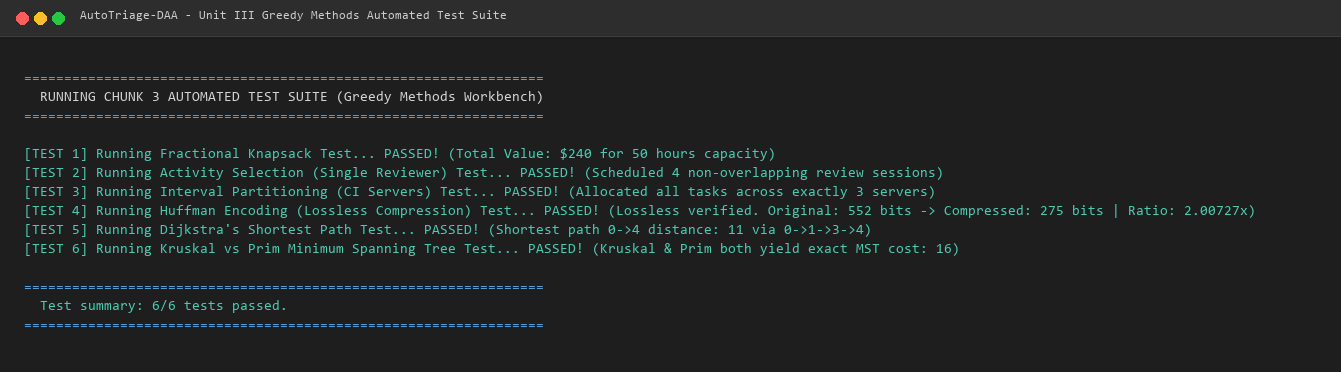 AutoTriage-DAA - Unit III Greedy Methods Automated Test Suite
=================================================================
RUNNING CHUNK 3 AUTOMATED TEST SUITE (Greedy Methods Workbench)
=================================================================
[TEST 1] Running Fractional Knapsack Test... PASSED! (Total Value: $240 for 50 hours capacity)
[TEST 2] Running Activity Selection (Single Reviewer) Test... PASSED! (Scheduled 4 non-overlapping review sessions)
[TEST 3] Running Interval Partitioning (CI Servers) Test... PASSED! (Allocated all tasks across exactly 3 servers)
[TEST 4] Running Huffman Encoding (Lossless Compression) Test... PASSED! (Lossless verified. Original: 552 bits -> Compressed: 275 bits | Ratio: 2.00727x)
[TEST 5] Running Dijkstra's Shortest Path Test... PASSED! (Shortest path 0->4 distance: 11 via 0->1->3->4)
[TEST 6] Running Kruskal vs Prim Minimum Spanning Tree Test... PASSED! (Kruskal & Prim both yield exact MST cost: 16)
=================================================================
Test summary: 6/6 tests passed.
=================================================================